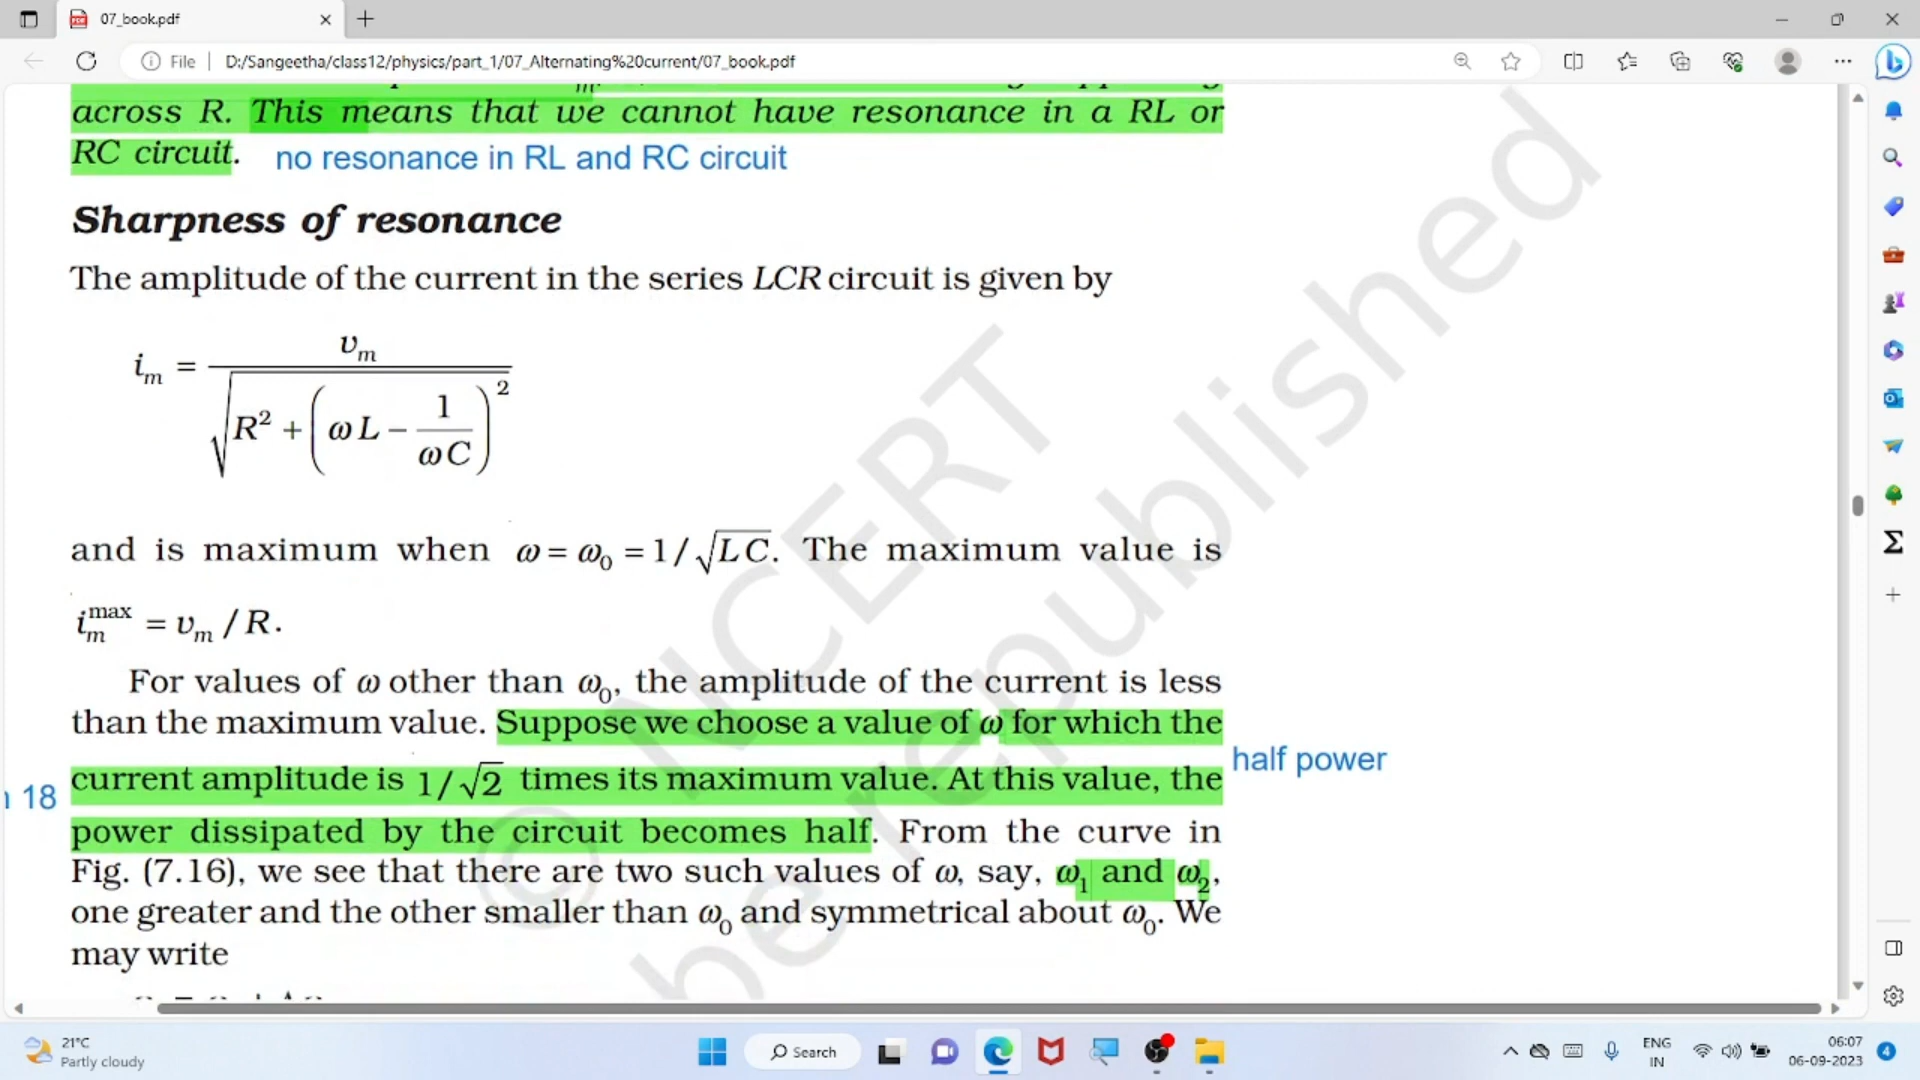 07_book.pdf
File
D:/Sangeetha/class12/physics/part_1/07_Alternating%20current/07_book.pdf
across R. This means that we cannot have resonance in a RL or
RC circuit. no resonance in RL and RC circuit
Sharpness of resonance
The amplitude of the current in the series LCR circuit is given by
i_m = v_m / √(R² + (ωL − 1/(ωC))²)
and is maximum when ω = ω₀ = 1/√(LC). The maximum value is
i_m^max = v_m / R.
For values of ω other than ω₀, the amplitude of the current is less
than the maximum value. Suppose we choose a value of ω for which the
half power
current amplitude is 1/√2 times its maximum value. At this value, the
18
power dissipated by the circuit becomes half. From the curve in
Fig. (7.16), we see that there are two such values of ω, say, ω₁ and ω₂,
one greater and the other smaller than ω₀ and symmetrical about ω₀. We
may write
© NCERT
be republished
21°C
Partly cloudy
Search
ENG
IN
06:07
06-09-2023
4